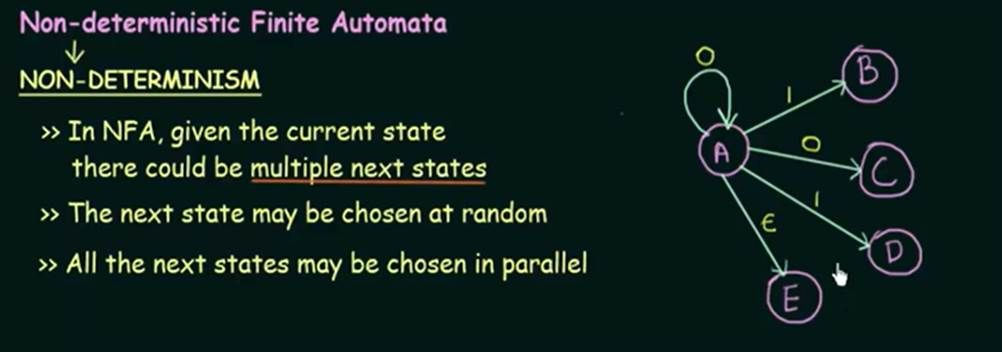 Non-deterministic Finite Automata
NON-DETERMINISM
>> In NFA, given the current state
there could be multiple next states
>> The next state may be chosen at random
>> All the next states may be chosen in parallel
0
1
B
A
0
C
1
D
ε
E